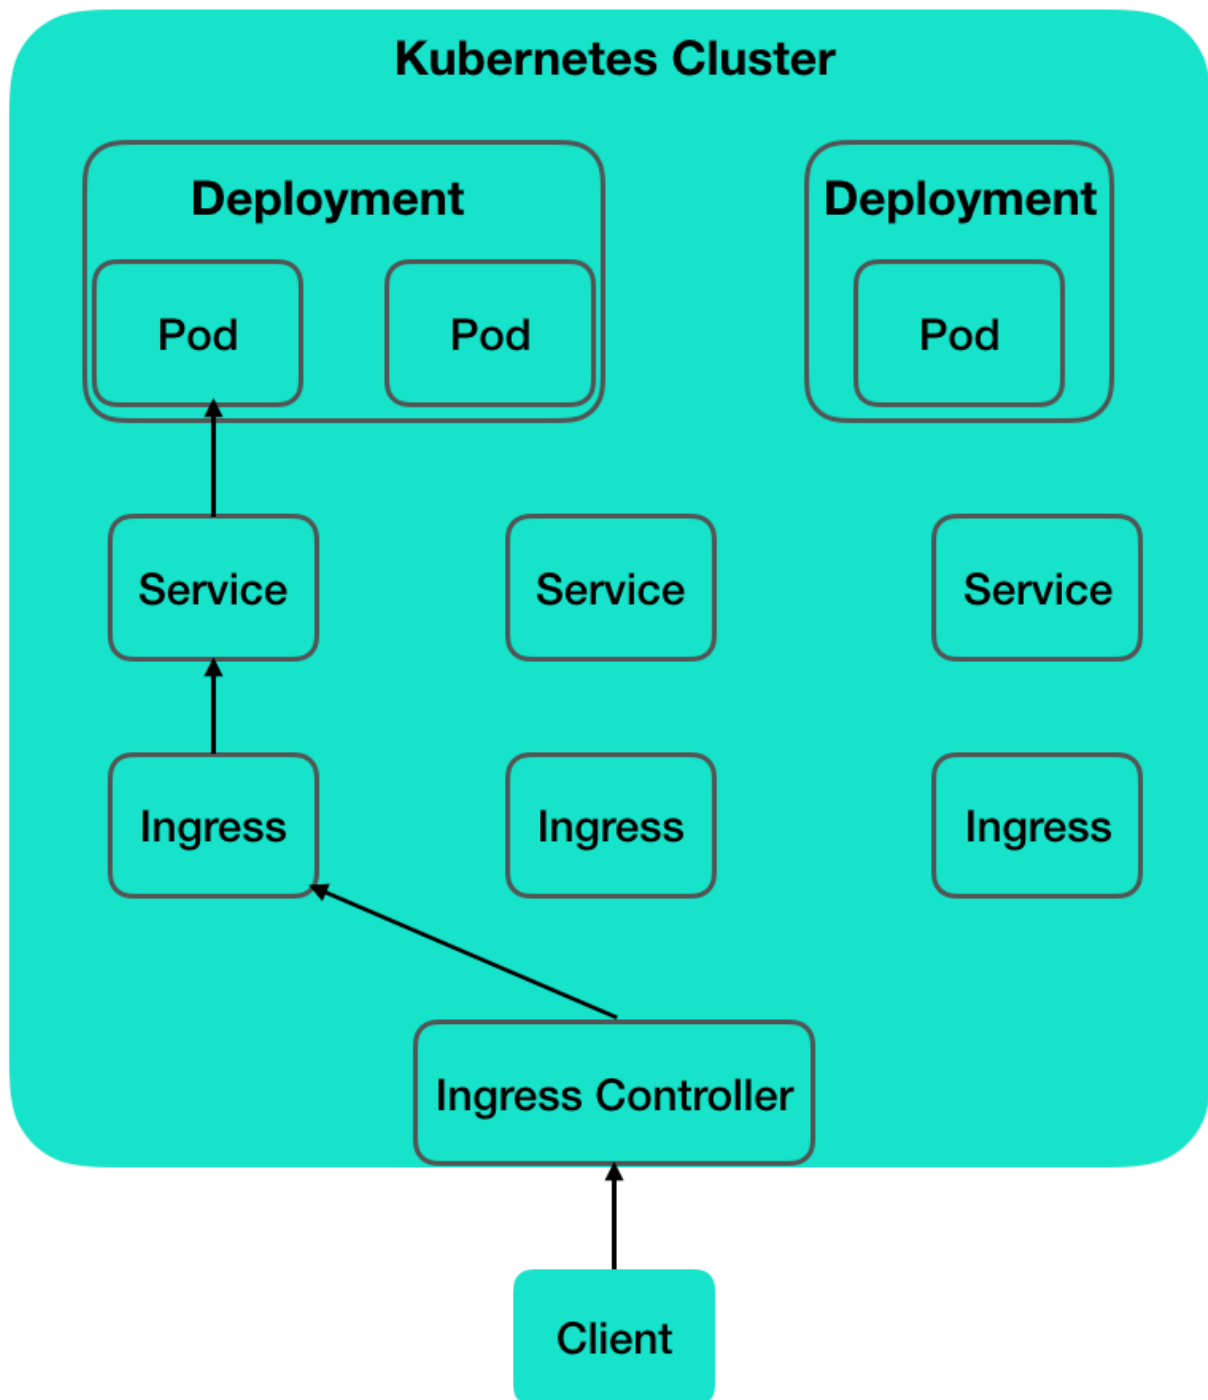 Kubernetes Cluster
Deployment
Deployment
Pod
Pod
Pod
Service
Service
Service
Ingress
Ingress
Ingress
Ingress Controller
Client